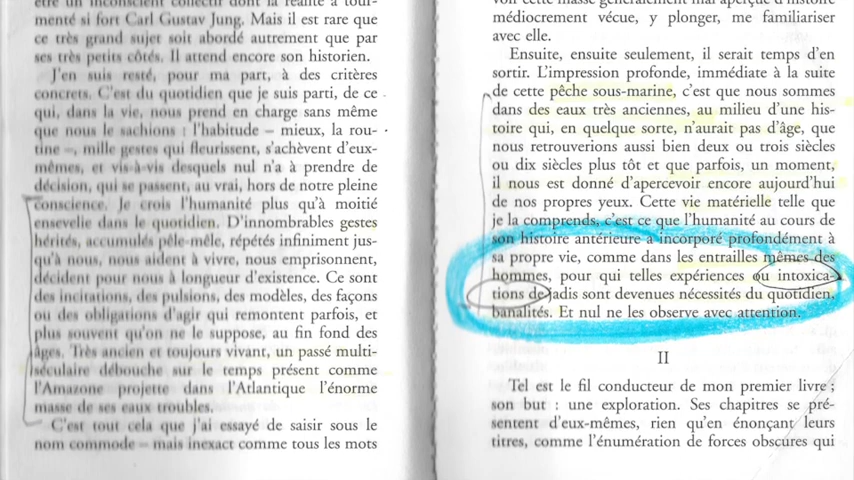 être un inconscient collectif dont la réalité a tour-
menté si fort Carl Gustav Jung. Mais il est rare que
ce très grand sujet soit abordé autrement que par
ses très petits côtés. Il attend encore son historien.
J'en suis resté, pour ma part, à des critères
concrets. C'est du quotidien que je suis parti, de ce
qui, dans la vie, nous prend en charge sans même
que nous le sachions : l'habitude – mieux, la rou-
tine –, mille gestes qui fleurissent, s'achèvent d'eux-
mêmes, et vis-à-vis desquels nul n'a à prendre de
décision, qui se passent, au vrai, hors de notre pleine
conscience. Je crois l'humanité plus qu'à moitié
ensevelie dans le quotidien. D'innombrables gestes
hérités, accumulés pêle-mêle, répétés infiniment jus-
qu'à nous, nous aident à vivre, nous emprisonnent,
décident pour nous à longueur d'existence. Ce sont
des incitations, des pulsions, des modèles, des façons
ou des obligations d'agir qui remontent parfois, et
plus souvent qu'on ne le suppose, au fin fond des
âges. Très ancien et toujours vivant, un passé multi-
séculaire débouche sur le temps présent comme
l'Amazone projette dans l'Atlantique l'énorme
masse de ses eaux troubles.
C'est tout cela que j'ai essayé de saisir sous le
nom commode – mais inexact comme tous les mots
voir cette masse généralement mal aperçue d'histoire
médiocrement vécue, y plonger, me familiariser
avec elle.
Ensuite, ensuite seulement, il serait temps d'en
sortir. L'impression profonde, immédiate à la suite
de cette pêche sous-marine, c'est que nous sommes
dans des eaux très anciennes, au milieu d'une his-
toire qui, en quelque sorte, n'aurait pas d'âge, que
nous retrouverions aussi bien deux ou trois siècles
ou dix siècles plus tôt et que parfois, un moment,
il nous est donné d'apercevoir encore aujourd'hui
de nos propres yeux. Cette vie matérielle telle que
je la comprends, c'est ce que l'humanité au cours de
son histoire antérieure a incorporé profondément à
sa propre vie, comme dans les entrailles mêmes des
hommes, pour qui telles expériences ou intoxica-
tions de jadis sont devenues nécessités du quotidien,
banalités. Et nul ne les observe avec attention.
II
Tel est le fil conducteur de mon premier livre ;
son but : une exploration. Ses chapitres se pré-
sentent d'eux-mêmes, rien qu'en énonçant leurs
titres, comme l'énumération de forces obscures qui